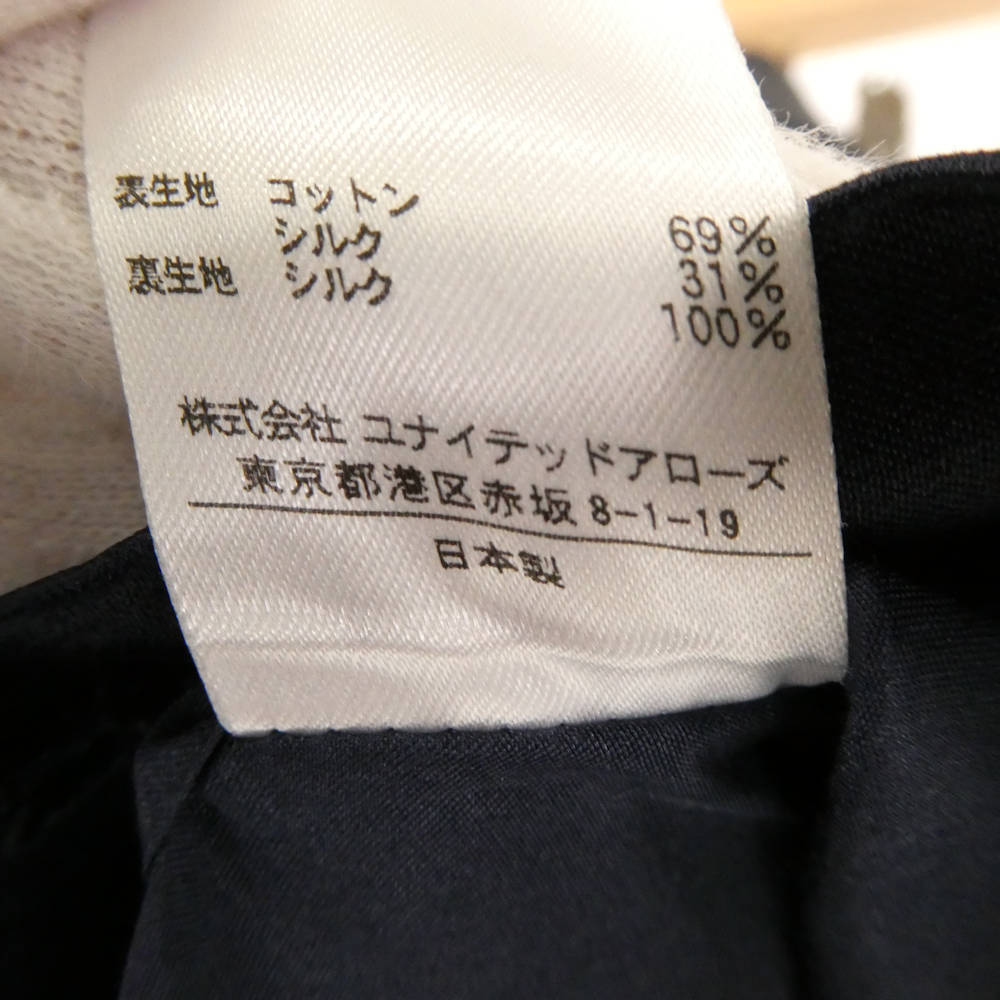 表生地 コットン 69%
シルク 31%
裏生地 シルク 100%
株式会社 ユナイテッドアローズ
東京都港区赤坂 8-1-19
日本製